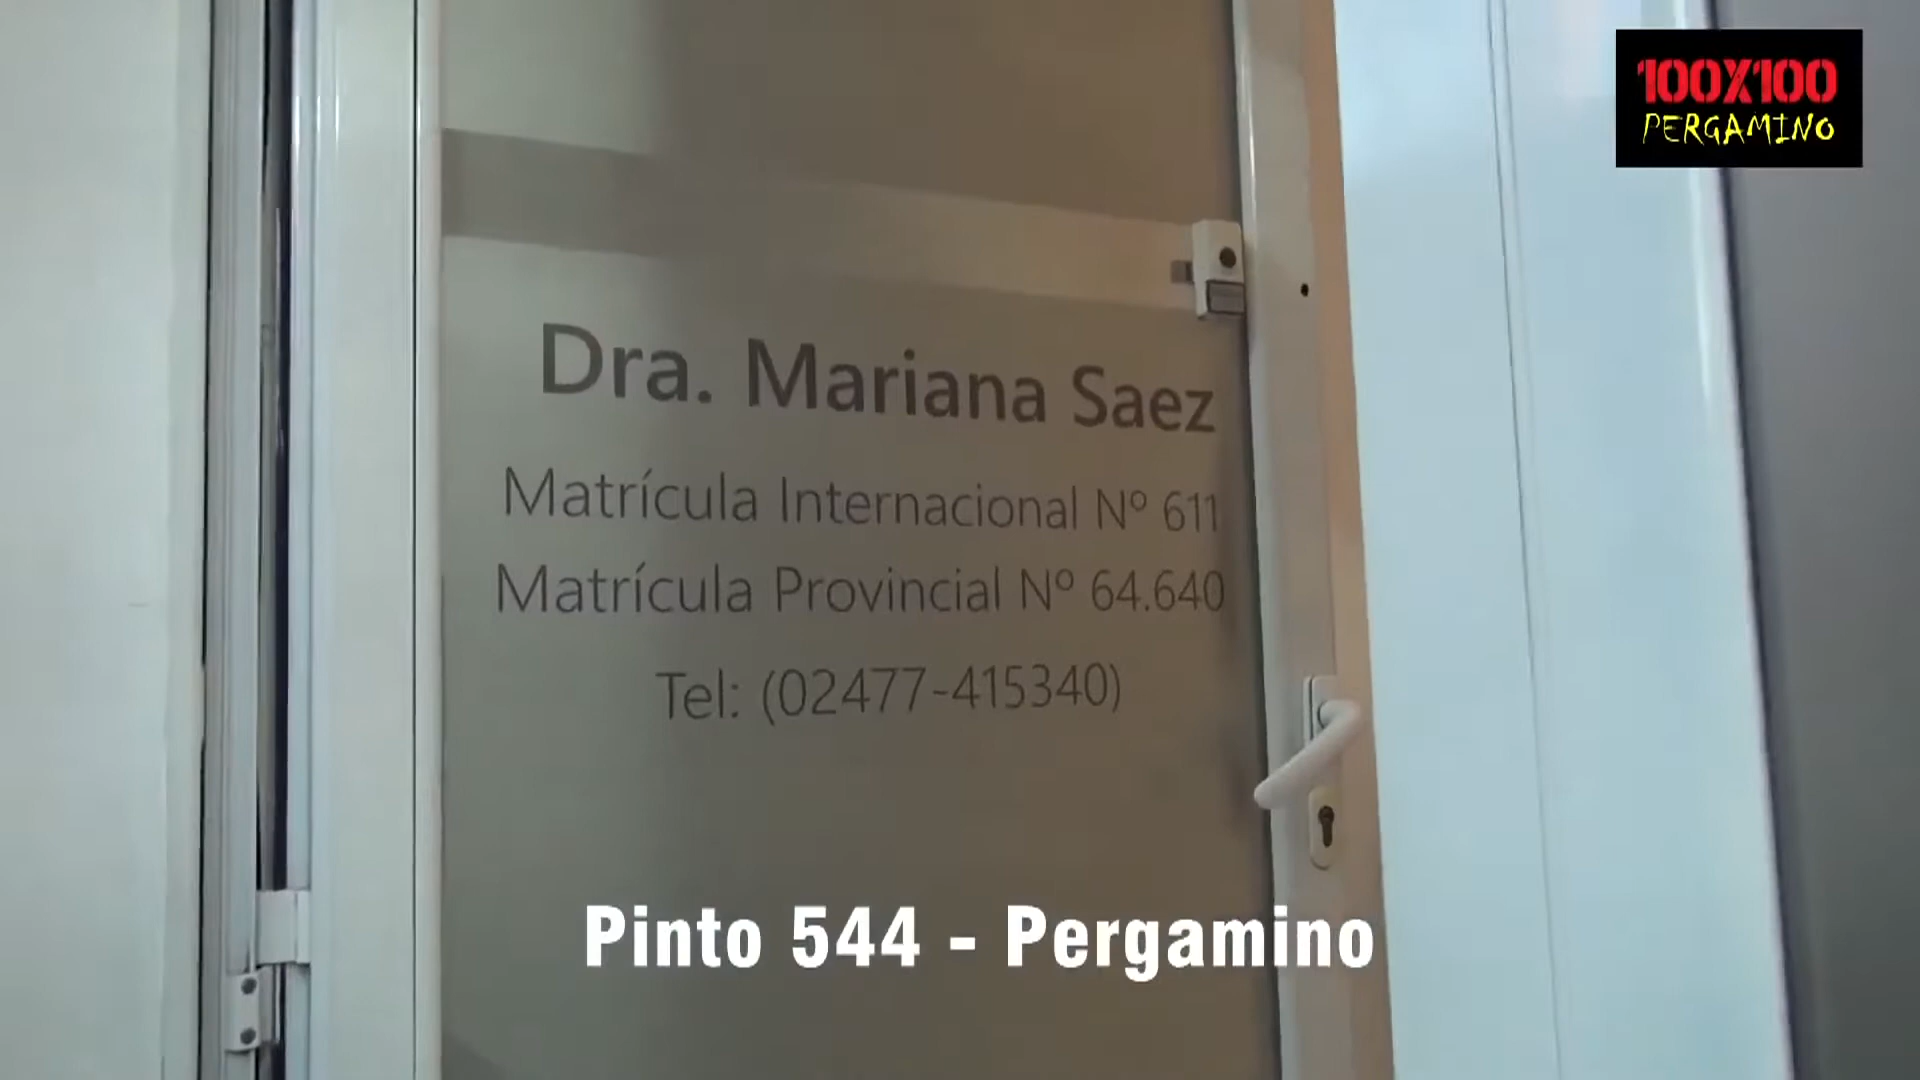 100X100
PERGAMINO
Dra. Mariana Saez
Matrícula Internacional Nº 611
Matrícula Provincial Nº 64.640
Tel: (02477-415340)
Pinto 544 - Pergamino